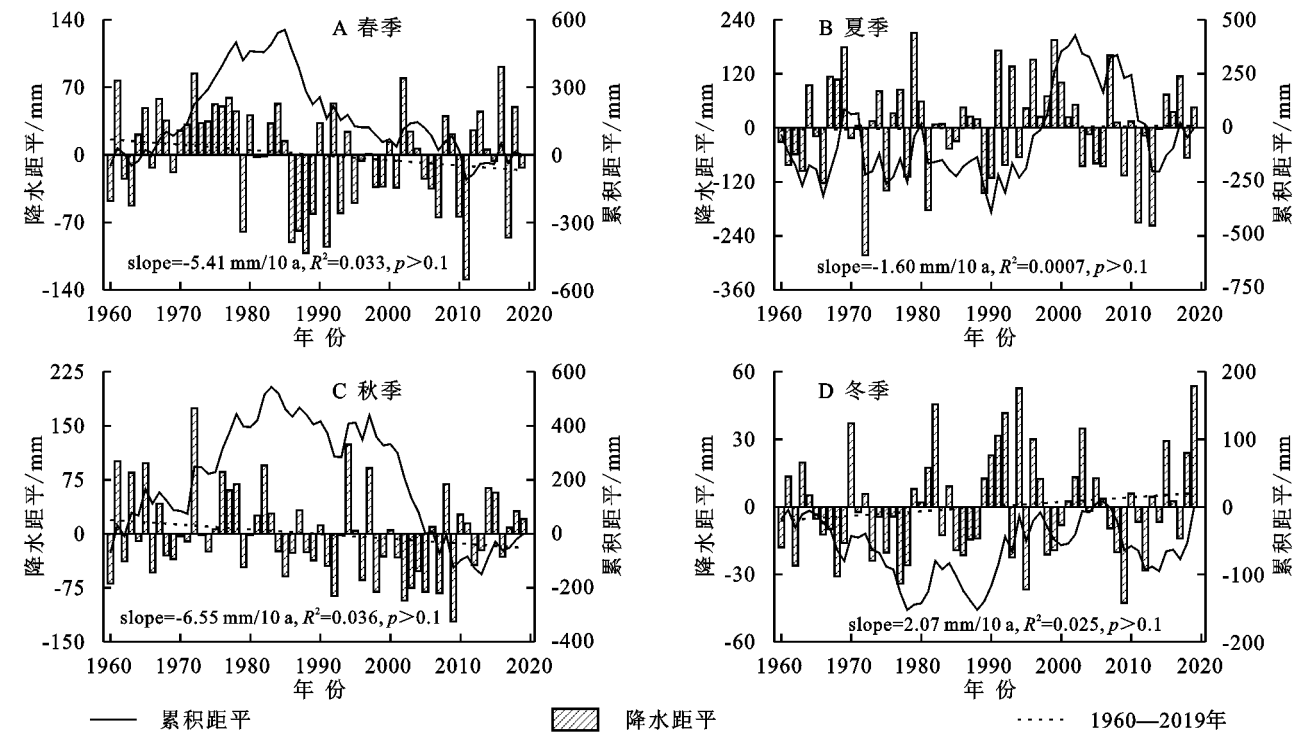 A 春季
降水距平/mm
140
70
0
-70
-140
累积距平/mm
600
300
0
-300
-600
slope=-5.41 mm/10 a, R²=0.033, p>0.1
1960 1970 1980 1990 2000 2010 2020
年 份
B 夏季
降水距平/mm
240
120
0
-120
-240
-360
累积距平/mm
500
250
0
-250
-500
-750
slope=-1.60 mm/10 a, R²=0.0007, p>0.1
1960 1970 1980 1990 2000 2010 2020
年 份
C 秋季
降水距平/mm
225
150
75
0
-75
-150
累积距平/mm
600
400
200
0
-200
-400
slope=-6.55 mm/10 a, R²=0.036, p>0.1
1960 1970 1980 1990 2000 2010 2020
年 份
D 冬季
降水距平/mm
60
30
0
-30
-60
累积距平/mm
200
100
0
-100
-200
slope=2.07 mm/10 a, R²=0.025, p>0.1
1960 1970 1980 1990 2000 2010 2020
年 份
累积距平 降水距平 1960—2019年